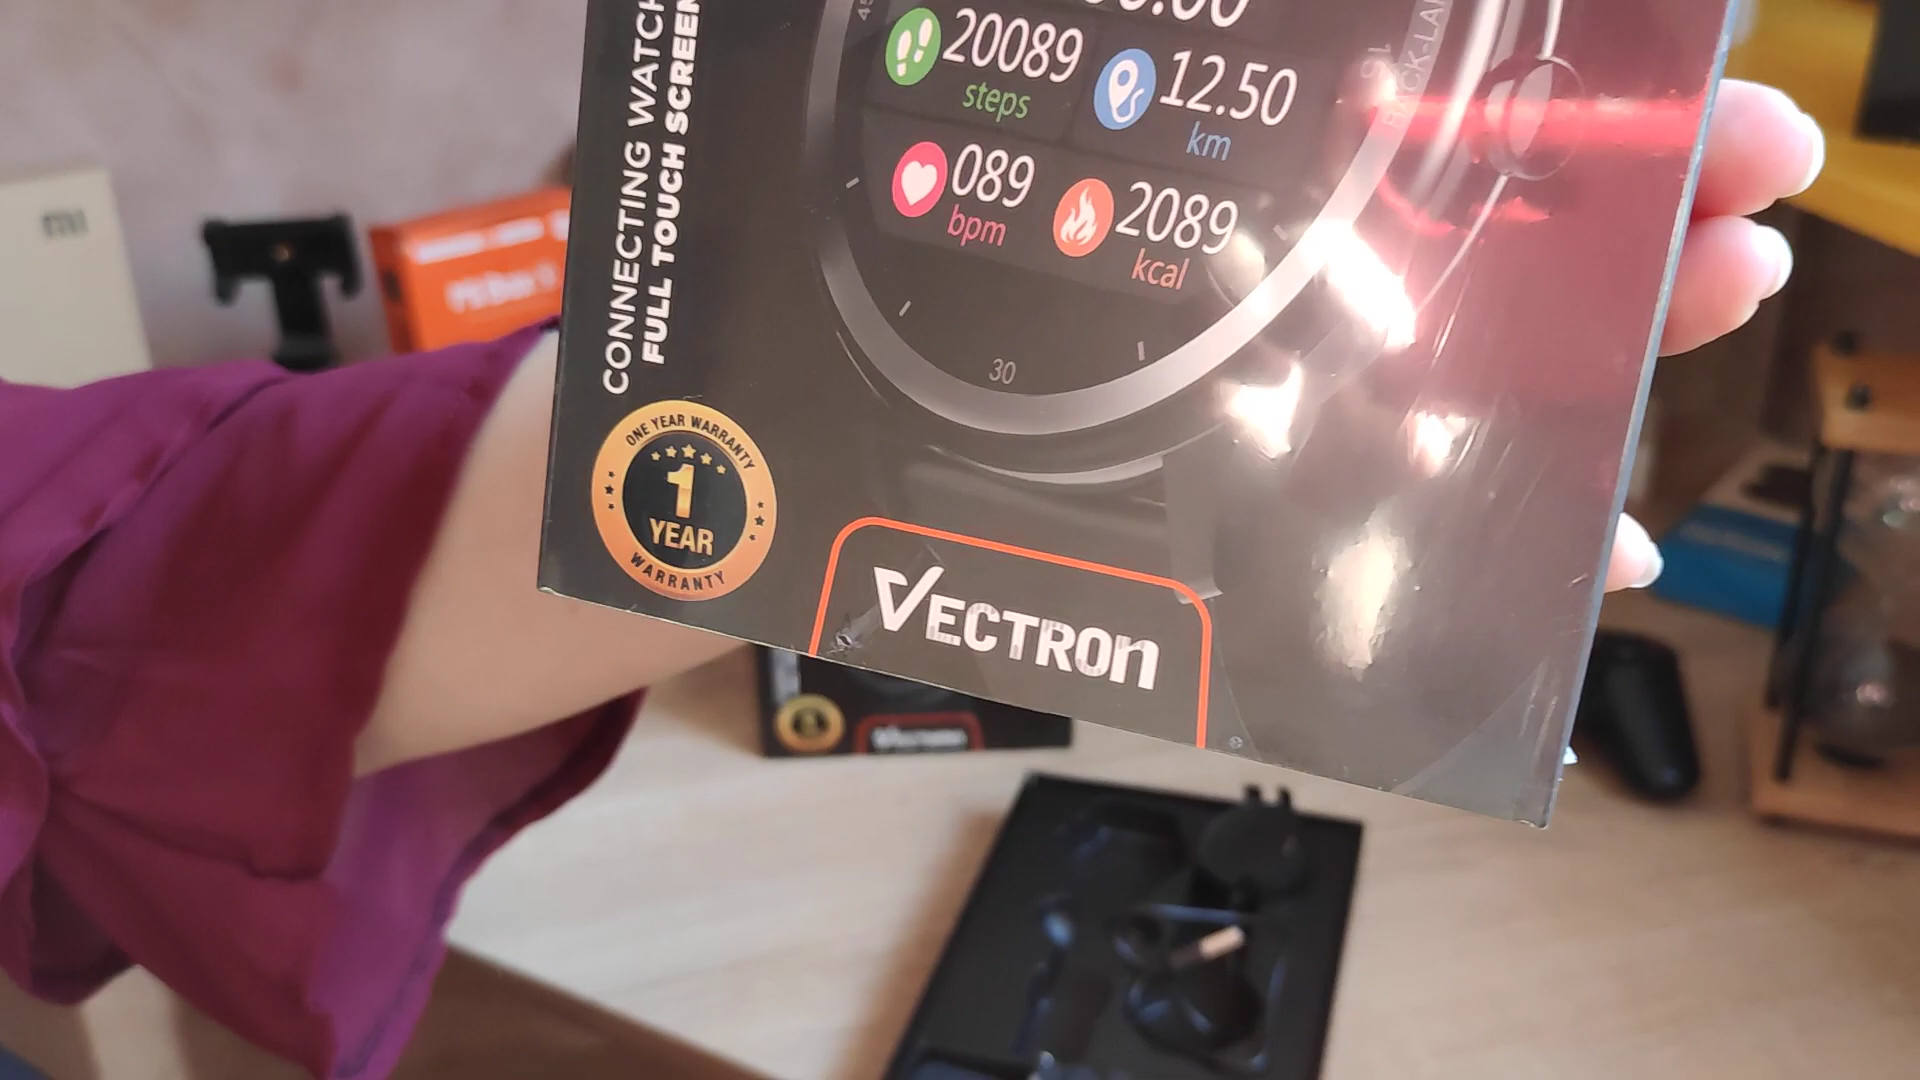 CONNECTING WATCH
FULL TOUCH SCREEN
20089
steps
12.50
km
089
bpm
2089
kcal
30
ONE YEAR WARRANTY
1
YEAR
WARRANTY
VECTRON
mi